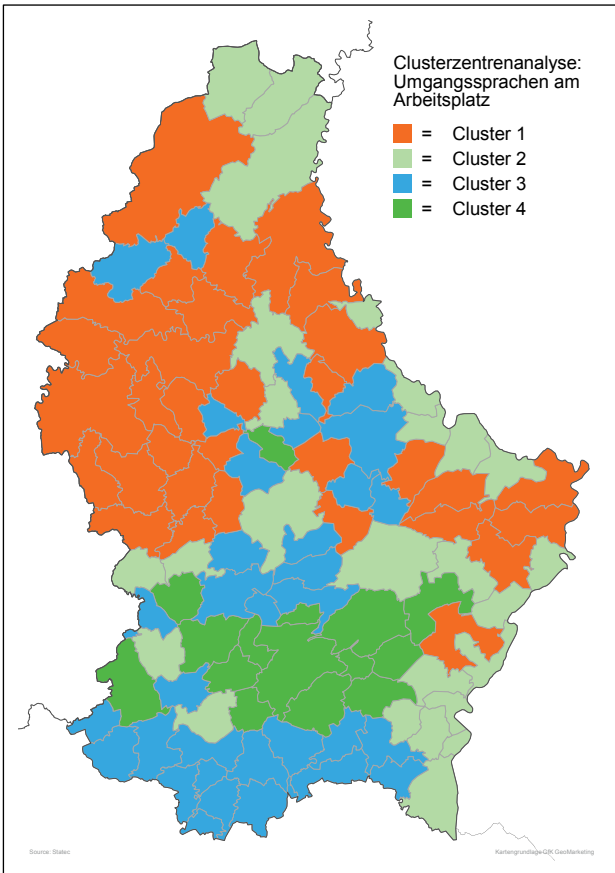 Clusterzentrenanalyse:
Umgangssprachen am
Arbeitsplatz
= Cluster 1
= Cluster 2
= Cluster 3
= Cluster 4
Source: Statec
Kartengrundlage GfK GeoMarketing